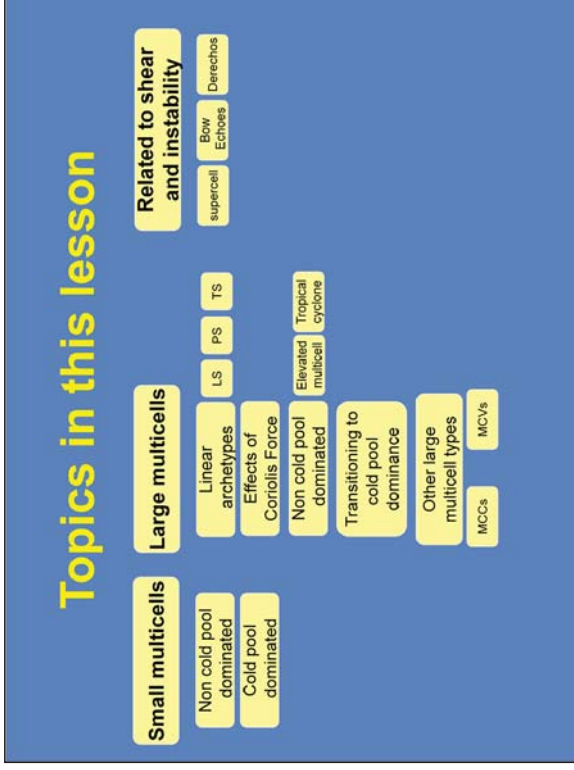 Topics in this lesson
Small multicells
Non cold pool
dominated
Cold pool
dominated
Large multicells
Linear
archetypes
LS
PS
TS
Effects of
Coriolis Force
Non cold pool
dominated
Elevated
multicell
Tropical
cyclone
Transitioning to
cold pool
dominance
Other large
multicell types
MCCs
MCVs
Related to shear
and instability
supercell
Bow
Echoes
Derechos